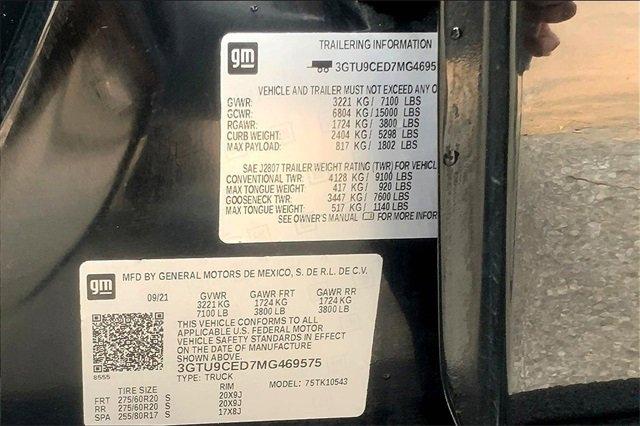 gm
TRAILERING INFORMATION
3GTU9CED7MG4695
VEHICLE AND TRAILER MUST NOT EXCEED ANY O
GVWR: 3221 KG / 7100 LBS
GCWR: 6804 KG / 15000 LBS
RGAWR: 1724 KG / 3800 LBS
CURB WEIGHT: 2404 KG / 5298 LBS
MAX PAYLOAD: 817 KG / 1802 LBS
SAE J2807 TRAILER WEIGHT RATING (TWR) FOR VEHICL
CONVENTIONAL TWR: 4128 KG / 9100 LBS
MAX TONGUE WEIGHT 417 KG / 920 LBS
GOOSENECK TWR: 3447 KG / 7600 LBS
MAX TONGUE WEIGHT: 517 KG / 1140 LBS
SEE OWNER'S MANUAL FOR MORE INFOR
gm
MFD BY GENERAL MOTORS DE MEXICO, S. DE R.L. DE C.V.
09/21 GVWR GAWR FRT GAWR RR
3221 KG 1724 KG 1724 KG
7100 LB 3800 LB 3800 LB
THIS VEHICLE CONFORMS TO ALL
APPLICABLE U.S. FEDERAL MOTOR
VEHICLE SAFETY STANDARDS IN EFFECT
ON THE DATE OF MANUFACTURE
SHOWN ABOVE.
3GTU9CED7MG469575
8555 TYPE: TRUCK MODEL: 75TK10543
TIRE SIZE RIM
FRT 275/60R20 S 20X9J
RR 275/60R20 S 20X9J
SPA 255/80R17 S 17X8J